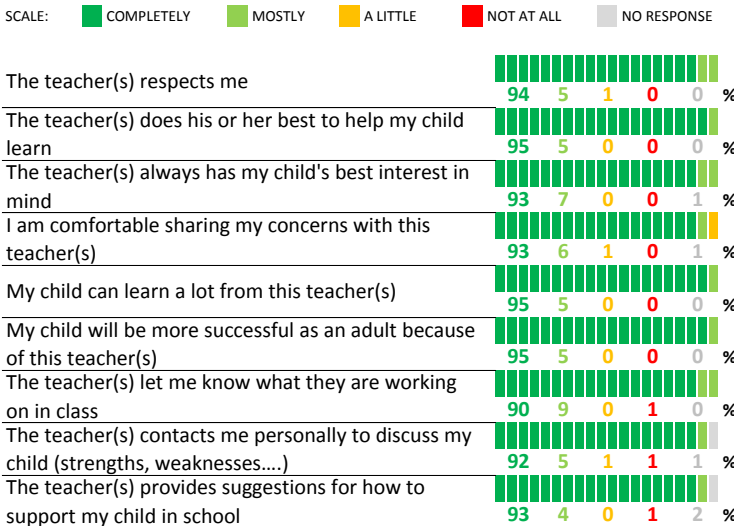 SCALE: COMPLETELY MOSTLY A LITTLE NOT AT ALL NO RESPONSE
The teacher(s) respects me
94 5 1 0 0 %
The teacher(s) does his or her best to help my child
learn
95 5 0 0 0 %
The teacher(s) always has my child's best interest in
mind
93 7 0 0 1 %
I am comfortable sharing my concerns with this
teacher(s)
93 6 1 0 1 %
My child can learn a lot from this teacher(s)
95 5 0 0 0 %
My child will be more successful as an adult because
of this teacher(s)
95 5 0 0 0 %
The teacher(s) let me know what they are working
on in class
90 9 0 1 0 %
The teacher(s) contacts me personally to discuss my
child (strengths, weaknesses....)
92 5 1 1 1 %
The teacher(s) provides suggestions for how to
support my child in school
93 4 0 1 2 %